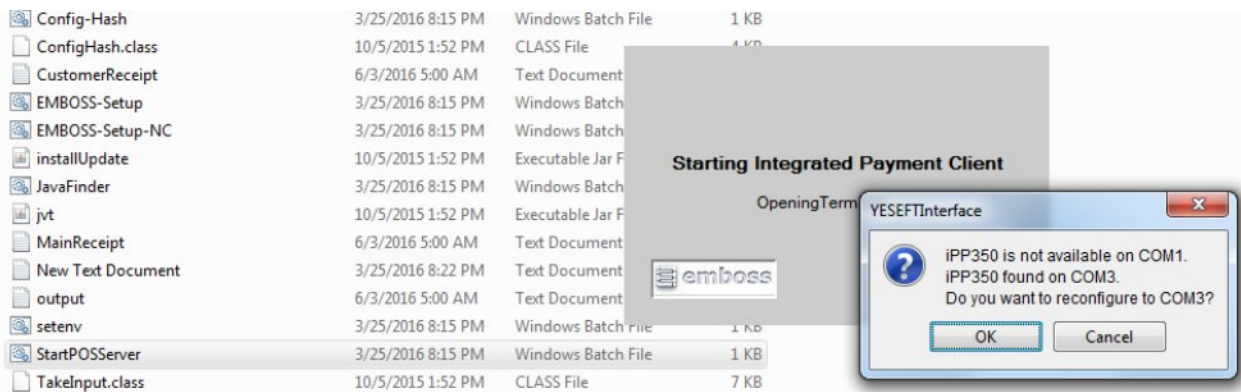 Config-Hash 3/25/2016 8:15 PM Windows Batch File 1 KB
ConfigHash.class 10/5/2015 1:52 PM CLASS File
CustomerReceipt 6/3/2016 5:00 AM Text Document
EMBOSS-Setup 3/25/2016 8:15 PM Windows Batch
EMBOSS-Setup-NC 3/25/2016 8:15 PM Windows Batch
installUpdate 10/5/2015 1:52 PM Executable Jar F
JavaFinder 3/25/2016 8:15 PM Windows Batch
jvt 10/5/2015 1:52 PM Executable Jar F
MainReceipt 6/3/2016 5:00 AM Text Document
New Text Document 3/25/2016 8:22 PM Text Document
output 6/3/2016 5:00 AM Text Document
setenv 3/25/2016 8:15 PM Windows Batch File 1 KB
StartPOSServer 3/25/2016 8:15 PM Windows Batch File 1 KB
TakeInput.class 10/5/2015 1:52 PM CLASS File 7 KB
Starting Integrated Payment Client
OpeningTerm
emboss
YESEFTInterface
iPP350 is not available on COM1.
iPP350 found on COM3.
Do you want to reconfigure to COM3?
OK Cancel